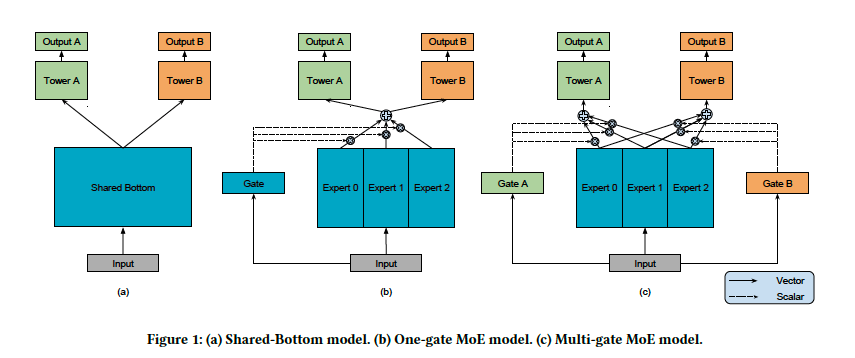 Output A
Output B
Output A
Output B
Output A
Output B
Tower A
Tower B
Tower A
Tower B
Tower A
Tower B
Shared Bottom
Gate
Expert 0
Expert 1
Expert 2
Gate A
Expert 0
Expert 1
Expert 2
Gate B
Input
Input
Input
(a)
(b)
(c)
Vector
Scalar
Figure 1: (a) Shared-Bottom model. (b) One-gate MoE model. (c) Multi-gate MoE model.